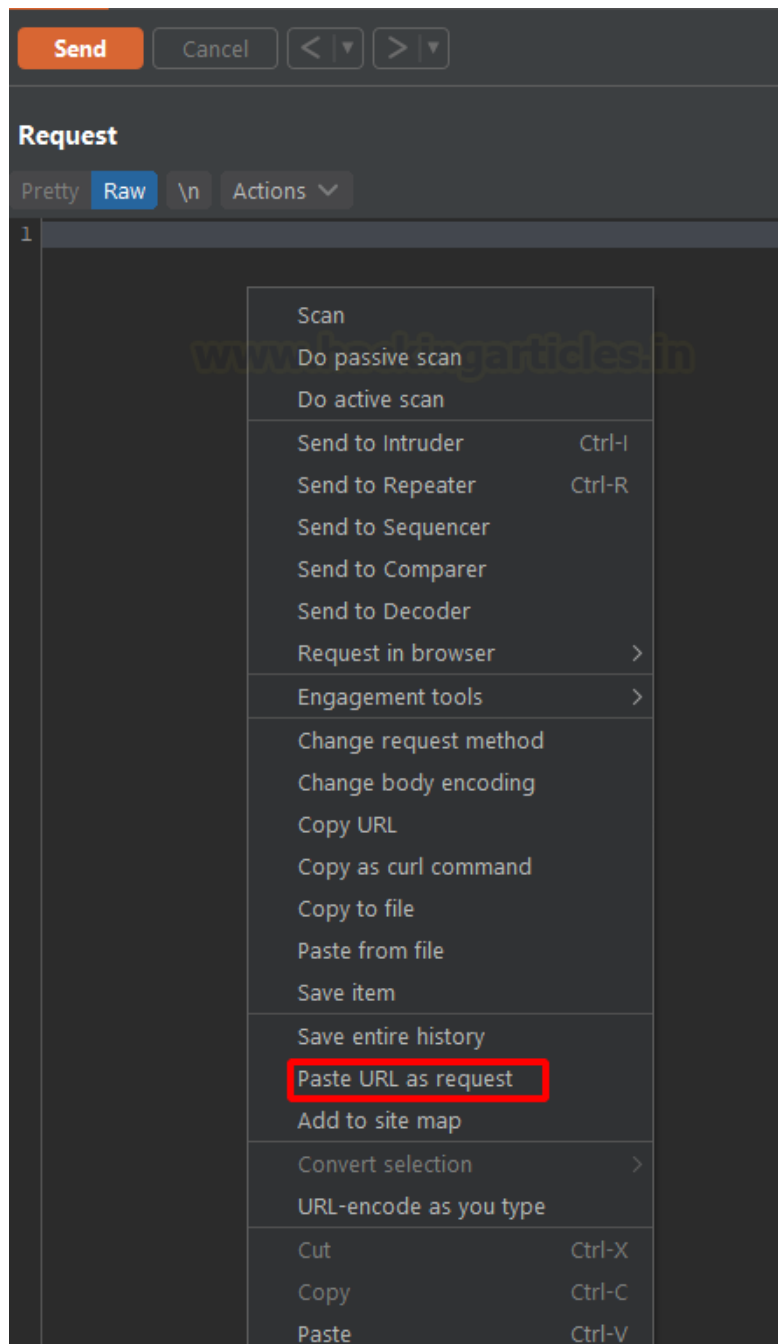 Send Cancel < > 
Request
Pretty Raw \n Actions
1
www.hackingarticles.in
Scan
Do passive scan
Do active scan
Send to Intruder Ctrl-I
Send to Repeater Ctrl-R
Send to Sequencer
Send to Comparer
Send to Decoder
Request in browser >
Engagement tools >
Change request method
Change body encoding
Copy URL
Copy as curl command
Copy to file
Paste from file
Save item
Save entire history
Paste URL as request
Add to site map
Convert selection >
URL-encode as you type
Cut Ctrl-X
Copy Ctrl-C
Paste Ctrl-V